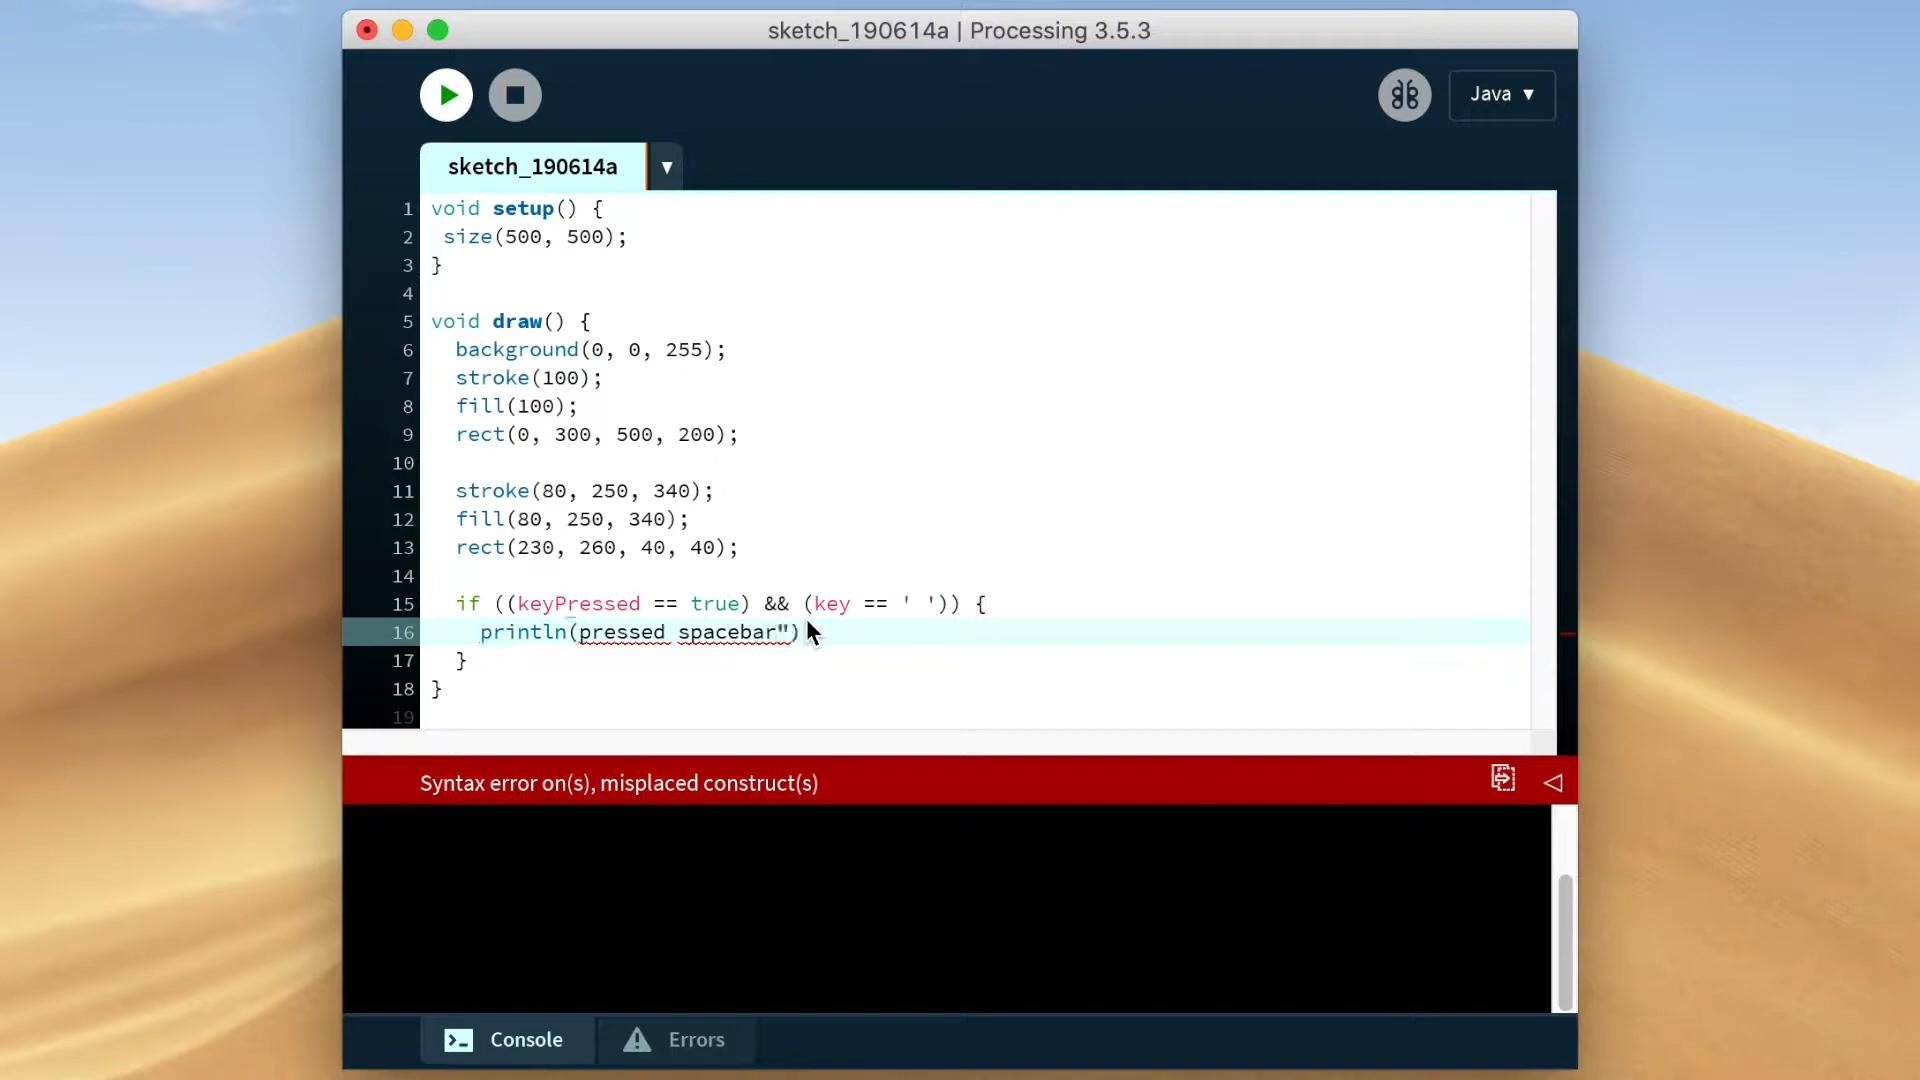 sketch_190614a | Processing 3.5.3
Java ▼
sketch_190614a ▼
1 void setup() {
2 size(500, 500);
3 }
4
5 void draw() {
6 background(0, 0, 255);
7 stroke(100);
8 fill(100);
9 rect(0, 300, 500, 200);
10
11 stroke(80, 250, 340);
12 fill(80, 250, 340);
13 rect(230, 260, 40, 40);
14
15 if ((keyPressed == true) && (key == ' ')) {
16 println(pressed spacebar")
17 }
18 }
19
Syntax error on(s), misplaced construct(s)
Console Errors